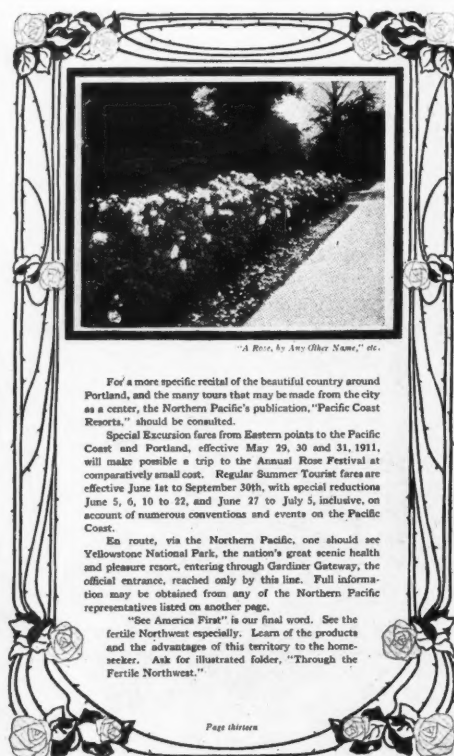 "A Rose, by Any Other Name," etc.
For a more specific recital of the beautiful country around
Portland, and the many tours that may be made from the city
as a center, the Northern Pacific's publication, "Pacific Coast
Resorts," should be consulted.
Special Excursion fares from Eastern points to the Pacific
Coast and Portland, effective May 29, 30 and 31, 1911,
will make possible a trip to the Annual Rose Festival at
comparatively small cost. Regular Summer Tourist fares are
effective June 1st to September 30th, with special reductions
June 5, 6, 10 to 22, and June 27 to July 5, inclusive, on
account of numerous conventions and events on the Pacific
Coast.
En route, via the Northern Pacific, one should see
Yellowstone National Park, the nation's great scenic health
and pleasure resort, entering through Gardiner Gateway, the
official entrance, reached only by this line. Full informa-
tion may be obtained from any of the Northern Pacific
representatives listed on another page.
"See America First" is our final word. See the
fertile Northwest especially. Learn of the products
and the advantages of this territory to the home-
seeker. Ask for illustrated folder, "Through the
Fertile Northwest."
Page thirteen